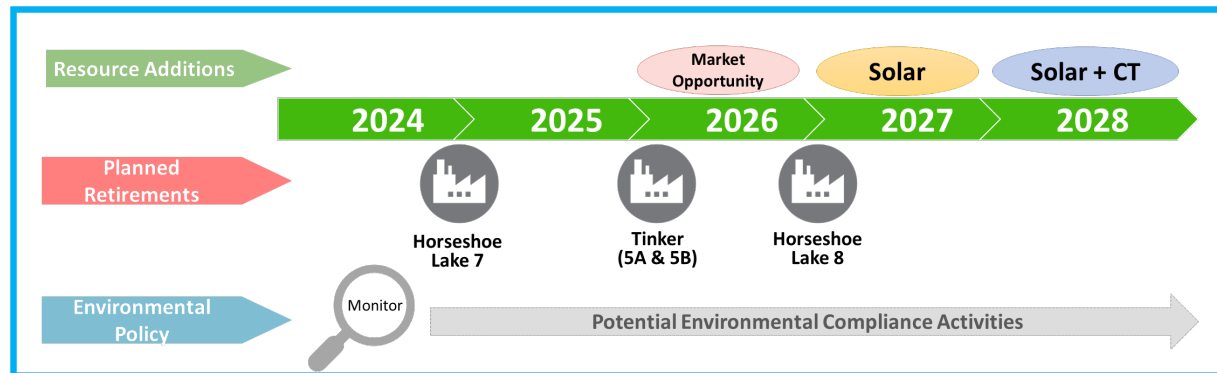 Resource Additions
Market
Opportunity
Solar
Solar + CT
2024
2025
2026
2027
2028
Planned
Retirements
Horseshoe
Lake 7
Tinker
(5A & 5B)
Horseshoe
Lake 8
Environmental
Policy
Monitor
Potential Environmental Compliance Activities